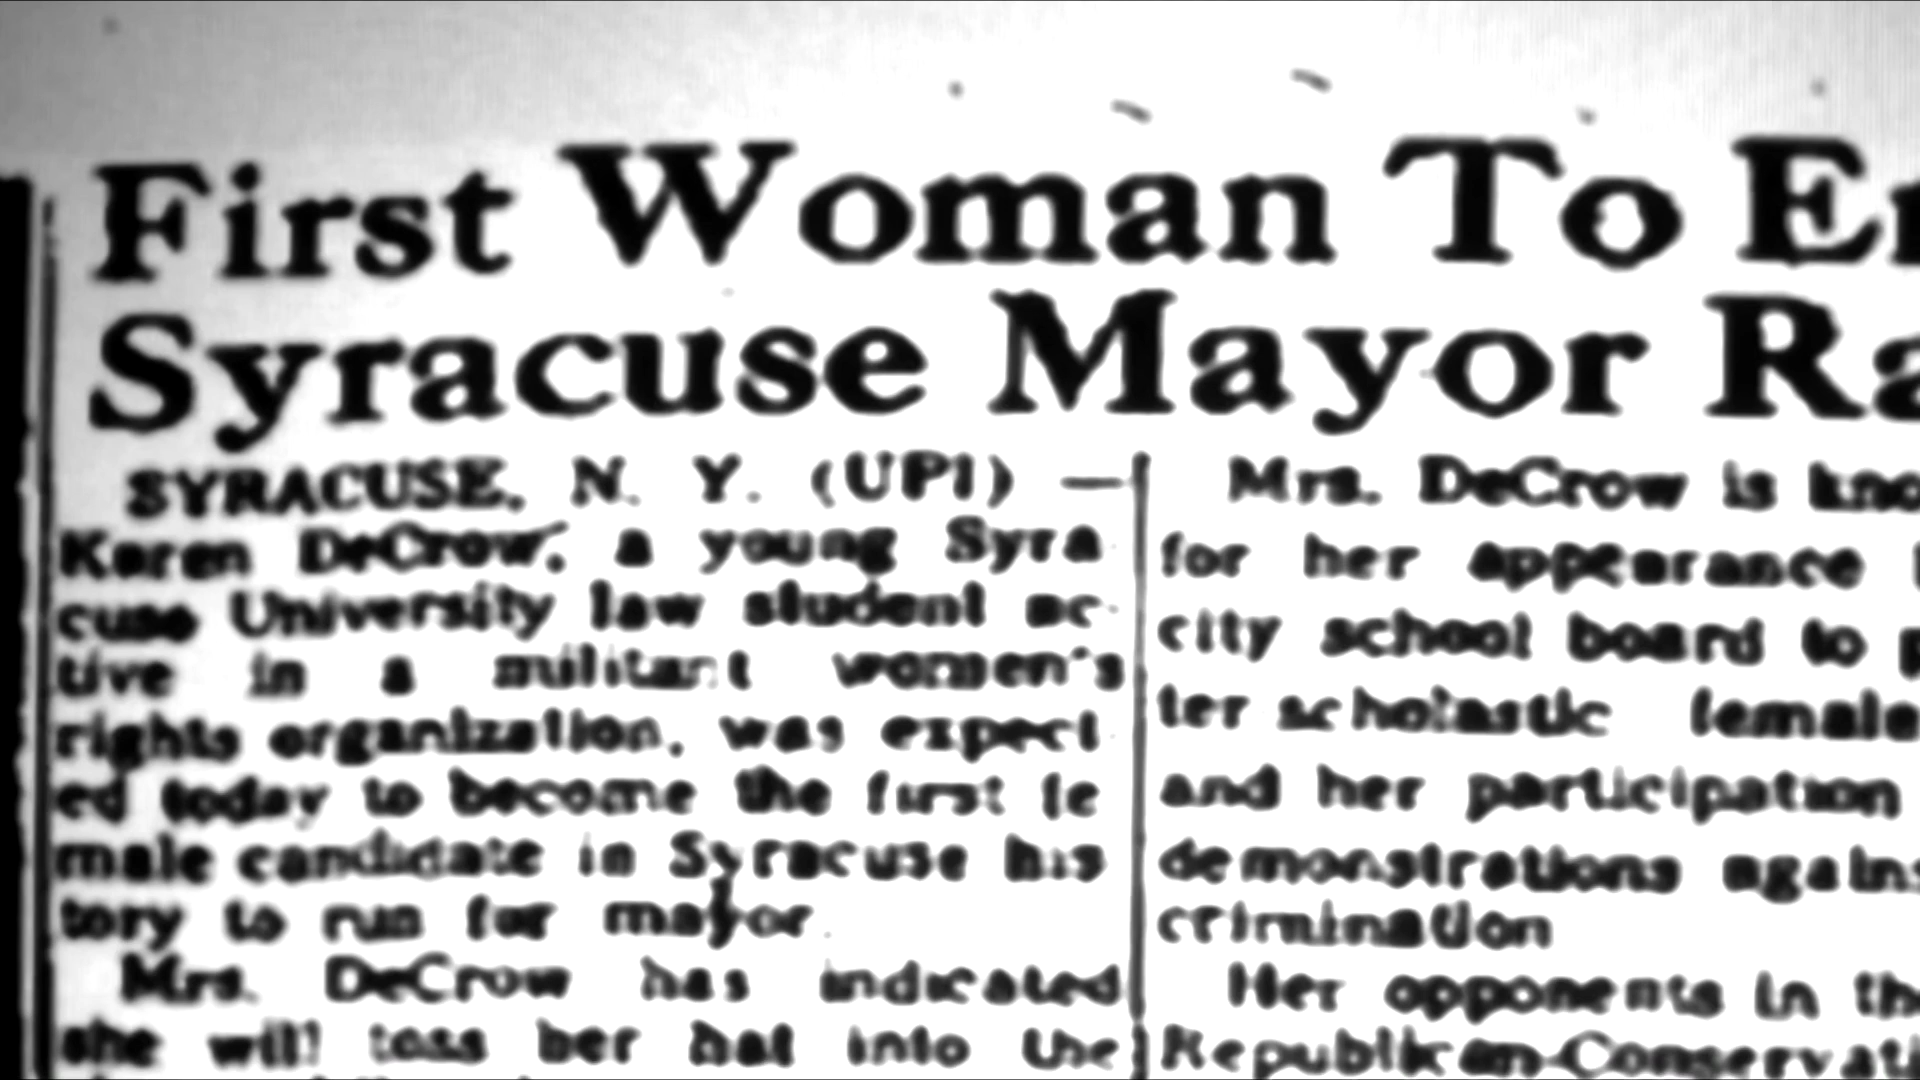 First Woman To
Syracuse Mayor
SYRACUSE, N. Y. (UPI) —
Karen DeCrow, a young Syra
cuse University law student ac-
tive in a militant women's
rights organization, was expect
ed today to become the first fe
male candidate in Syracuse his
tory to run for mayor
Mrs. DeCrow has indicated
she will toss her hat into the
Mrs. DeCrow is
for her appearance
city school board to
ter scholastic female
and her participation
demonstrations
crimination
Her opponents in